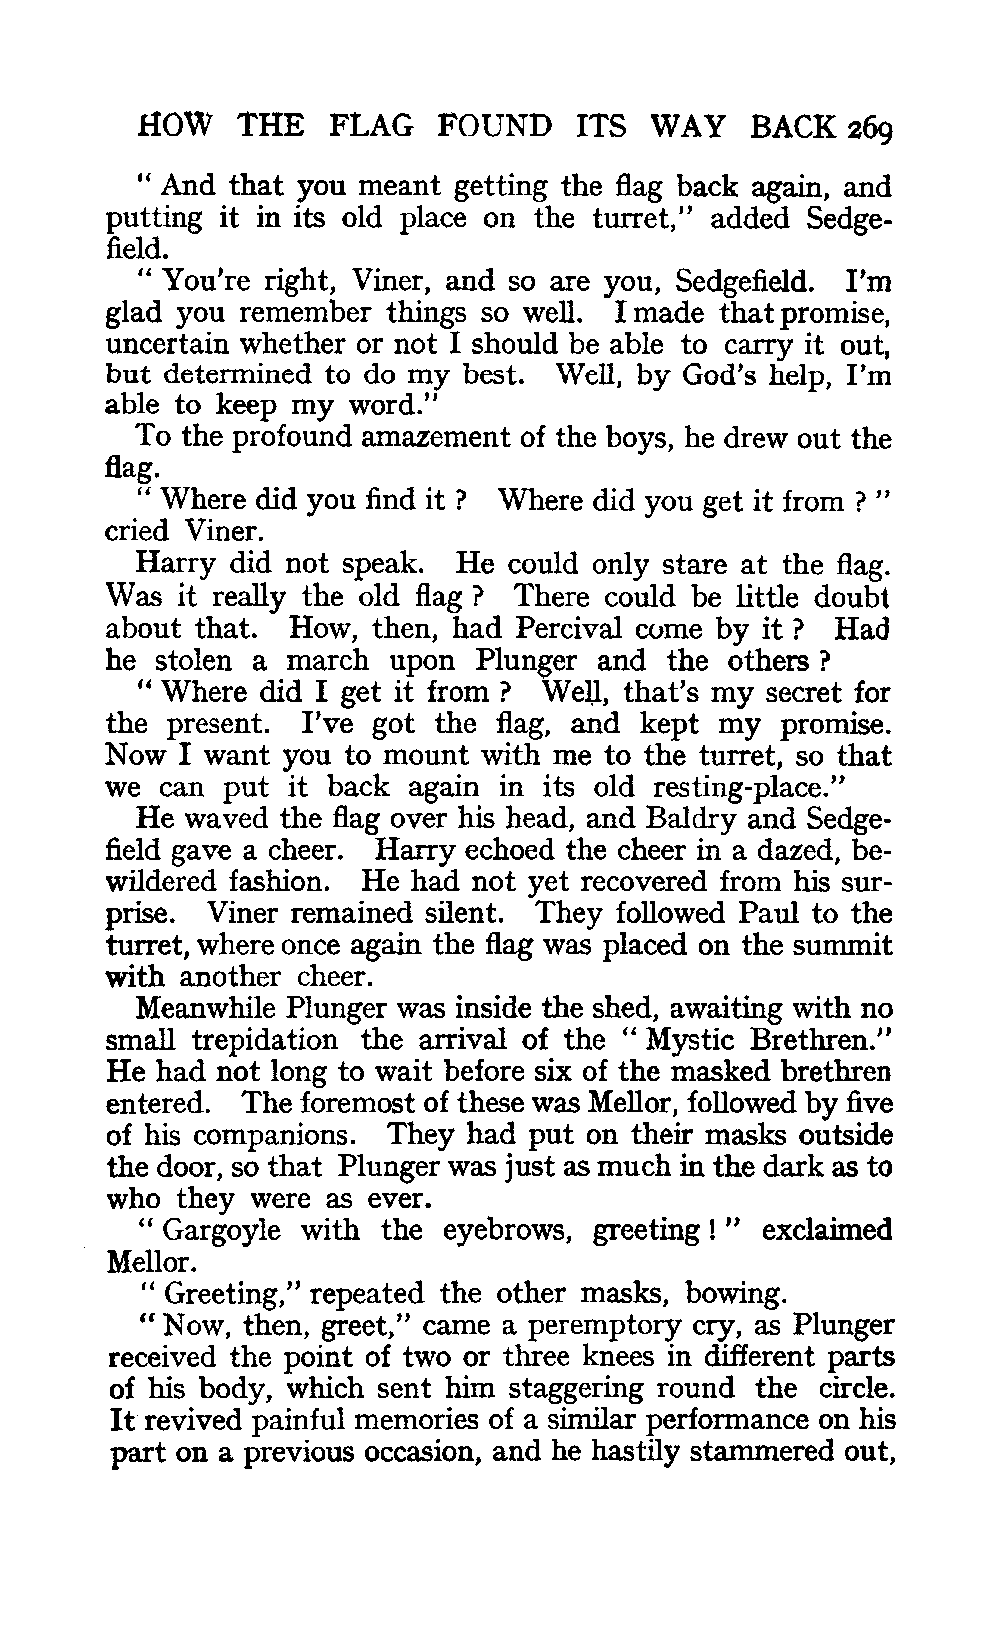 HOW THE FLAG FOUND ITS WAY BACK 269
" And that you meant getting the flag back again, and
putting it in its old place on the turret," added Sedge-
field.
" You're right, Viner, and so are you, Sedgefield. I'm
glad you remember things so well. I made that promise,
uncertain whether or not I should be able to carry it out,
but determined to do my best. Well, by God's help, I'm
able to keep my word."
To the profound amazement of the boys, he drew out the
flag.
" Where did you find it ? Where did you get it from ? "
cried Viner.
Harry did not speak. He could only stare at the flag.
Was it really the old flag ? There could be little doubt
about that. How, then, had Percival come by it ? Had
he stolen a march upon Plunger and the others ?
" Where did I get it from ? Well, that's my secret for
the present. I've got the flag, and kept my promise.
Now I want you to mount with me to the turret, so that
we can put it back again in its old resting-place."
He waved the flag over his head, and Baldry and Sedge-
field gave a cheer. Harry echoed the cheer in a dazed, be-
wildered fashion. He had not yet recovered from his sur-
prise. Viner remained silent. They followed Paul to the
turret, where once again the flag was placed on the summit
with another cheer.
Meanwhile Plunger was inside the shed, awaiting with no
small trepidation the arrival of the " Mystic Brethren."
He had not long to wait before six of the masked brethren
entered. The foremost of these was Mellor, followed by five
of his companions. They had put on their masks outside
the door, so that Plunger was just as much in the dark as to
who they were as ever.
" Gargoyle with the eyebrows, greeting ! " exclaimed
Mellor.
" Greeting," repeated the other masks, bowing.
" Now, then, greet," came a peremptory cry, as Plunger
received the point of two or three knees in different parts
of his body, which sent him staggering round the circle.
It revived painful memories of a similar performance on his
part on a previous occasion, and he hastily stammered out,